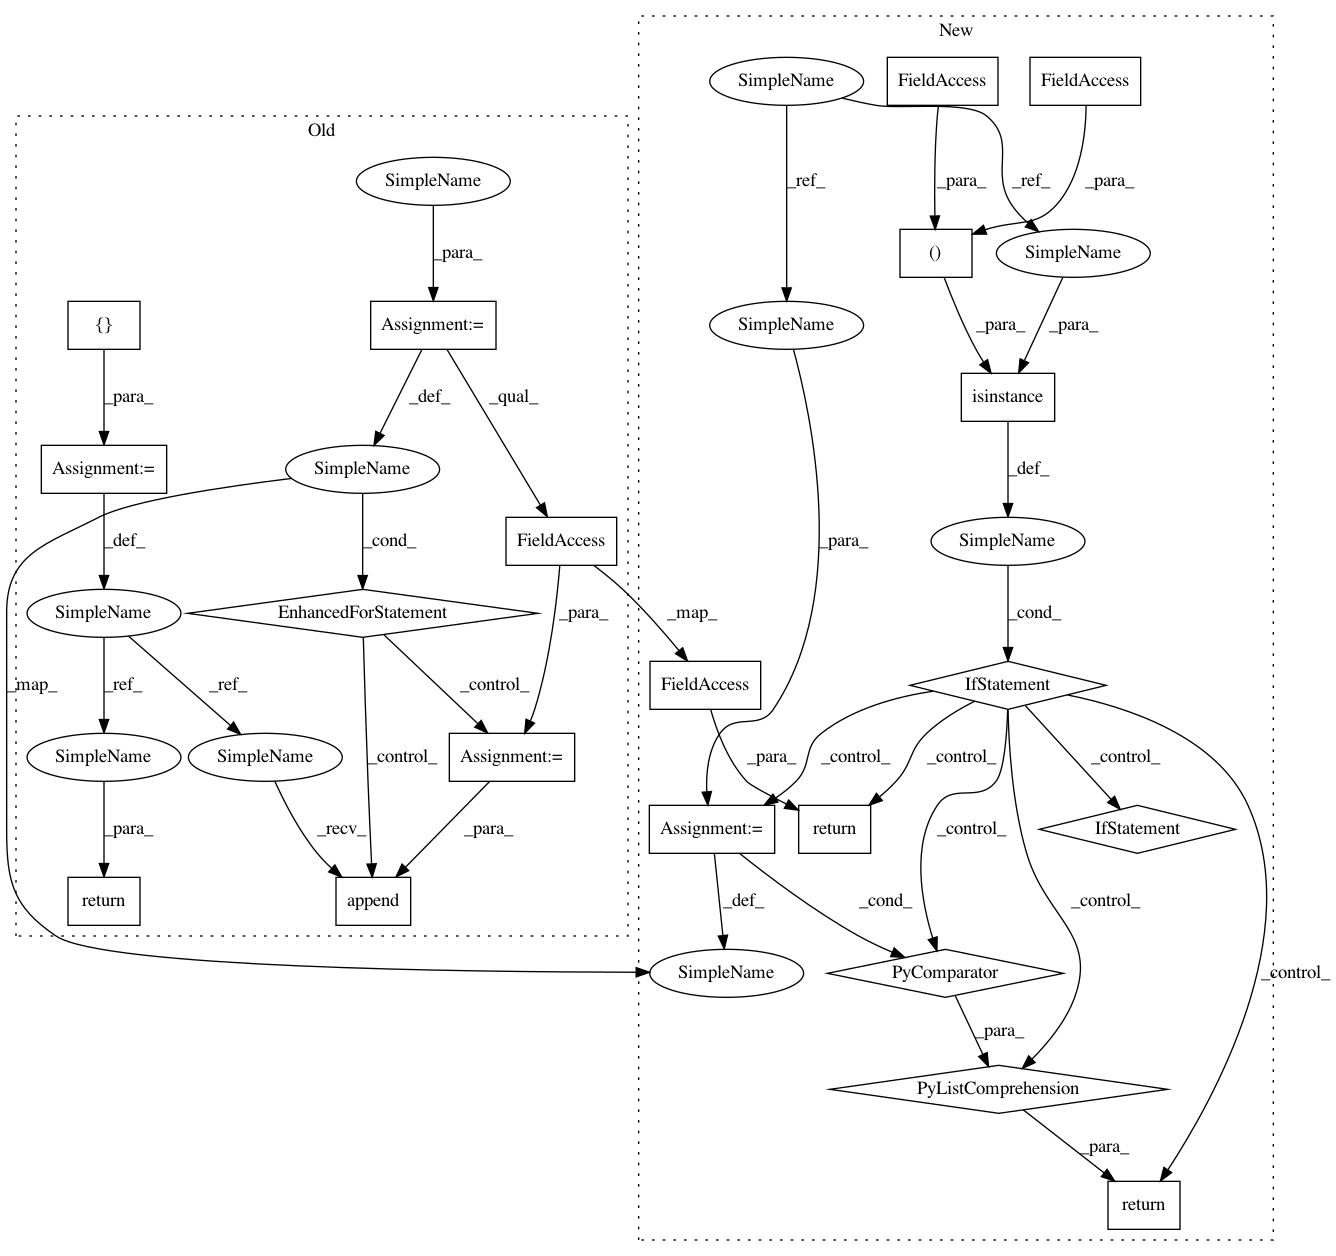 New
SimpleName
FieldAccess
FieldAccess
Old
SimpleName
_ref_
_para_
_ref_
_para_
_para_
()
SimpleName
{}
Assignment:=
SimpleName
_para_
_para_
_para_
_def_
_qual_
isinstance
Assignment:=
SimpleName
_def_
_def_
_cond_
FieldAccess
SimpleName
_para_
SimpleName
EnhancedForStatement
_para_
_map_
_cond_
_map_
_ref_
_ref_
_control_
FieldAccess
IfStatement
SimpleName
SimpleName
_control_
Assignment:=
_para_
_control_
_control_
_control_
_para_
_recv_
_para_
Assignment:=
return
_control_
IfStatement
return
append
_def_
_cond_
_control_
SimpleName
PyComparator
_control_
_para_
PyListComprehension
_para_
return